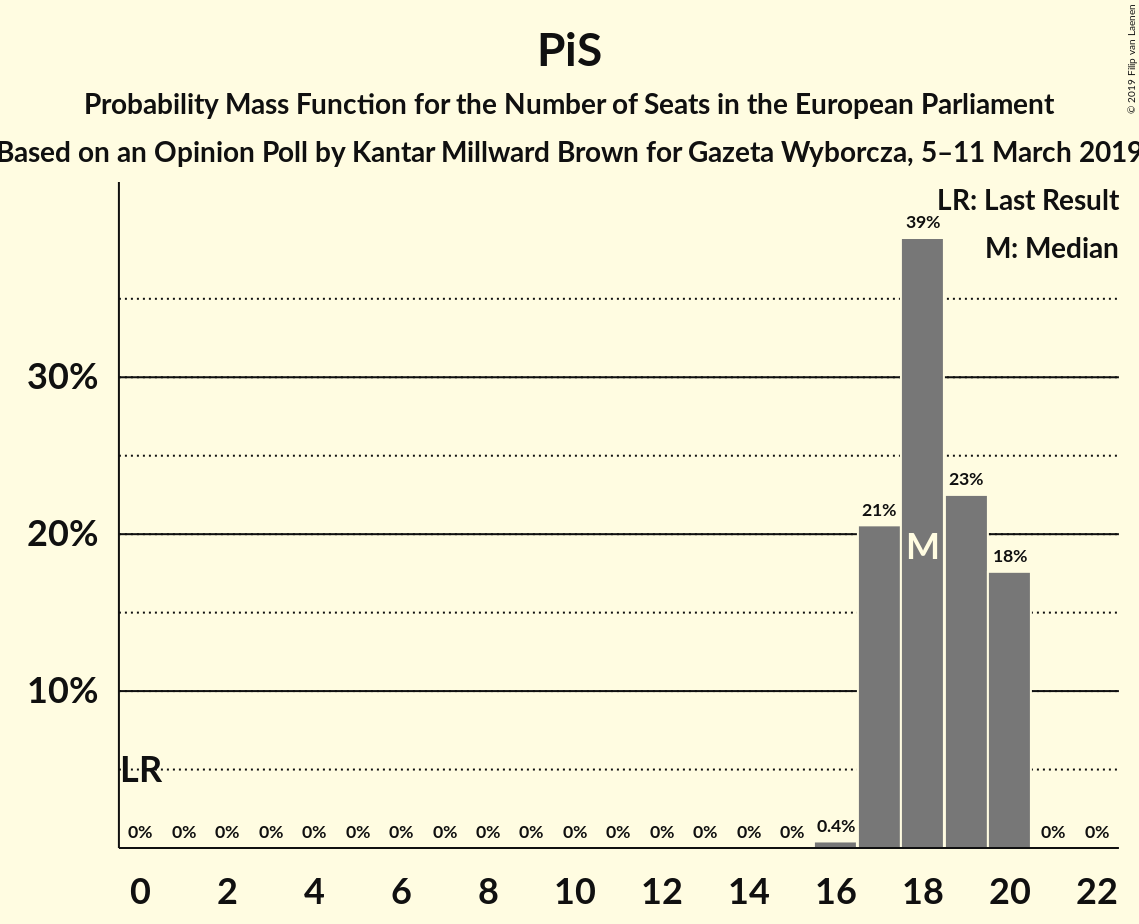 PiS
Probability Mass Function for the Number of Seats in the European Parliament
Based on an Opinion Poll by Kantar Millward Brown for Gazeta Wyborcza, 5–11 March 2019
© 2019 Filip van Laenen
LR: Last Result
M: Median
39%
30%
23%
21%
20%
M
18%
10%
LR
0% 0% 0% 0% 0% 0% 0% 0% 0% 0% 0% 0% 0% 0% 0% 0% 0.4% 0% 0%
0 2 4 6 8 10 12 14 16 18 20 22